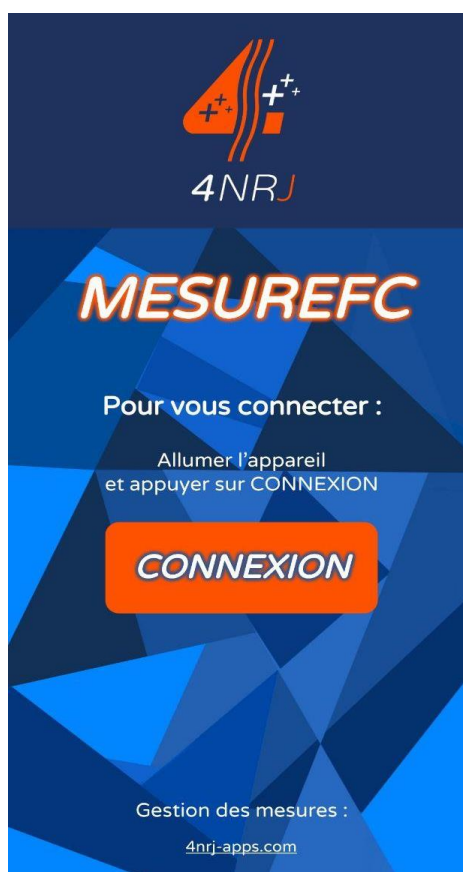 4NRJ
MESUREFC
Pour vous connecter :
Allumer l'appareil
et appuyer sur CONNEXION
CONNEXION
Gestion des mesures :
4nrj-apps.com